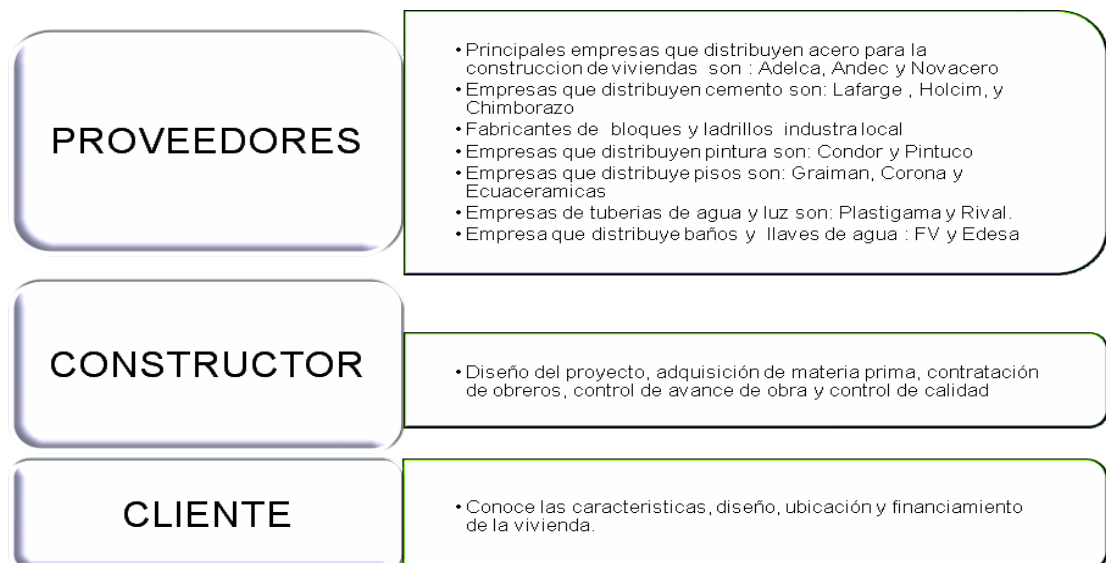 PROVEEDORES
• Principales empresas que distribuyen acero para la
construccion de viviendas son : Adelca, Andec y Novacero
• Empresas que distribuyen cemento son: Lafarge , Holcim, y
Chimborazo
• Fabricantes de bloques y ladrillos industra local
• Empresas que distribuyen pintura son: Condor y Pintuco
• Empresas que distribuye pisos son: Graiman, Corona y
Ecuaceramicas
• Empresas de tuberias de agua y luz son: Plastigama y Rival.
• Empresa que distribuye baños y llaves de agua : FV y Edesa
CONSTRUCTOR
• Diseño del proyecto, adquisición de materia prima, contratación
de obreros, control de avance de obra y control de calidad
CLIENTE
• Conoce las caracteristicas, diseño, ubicación y financiamiento
de la vivienda.